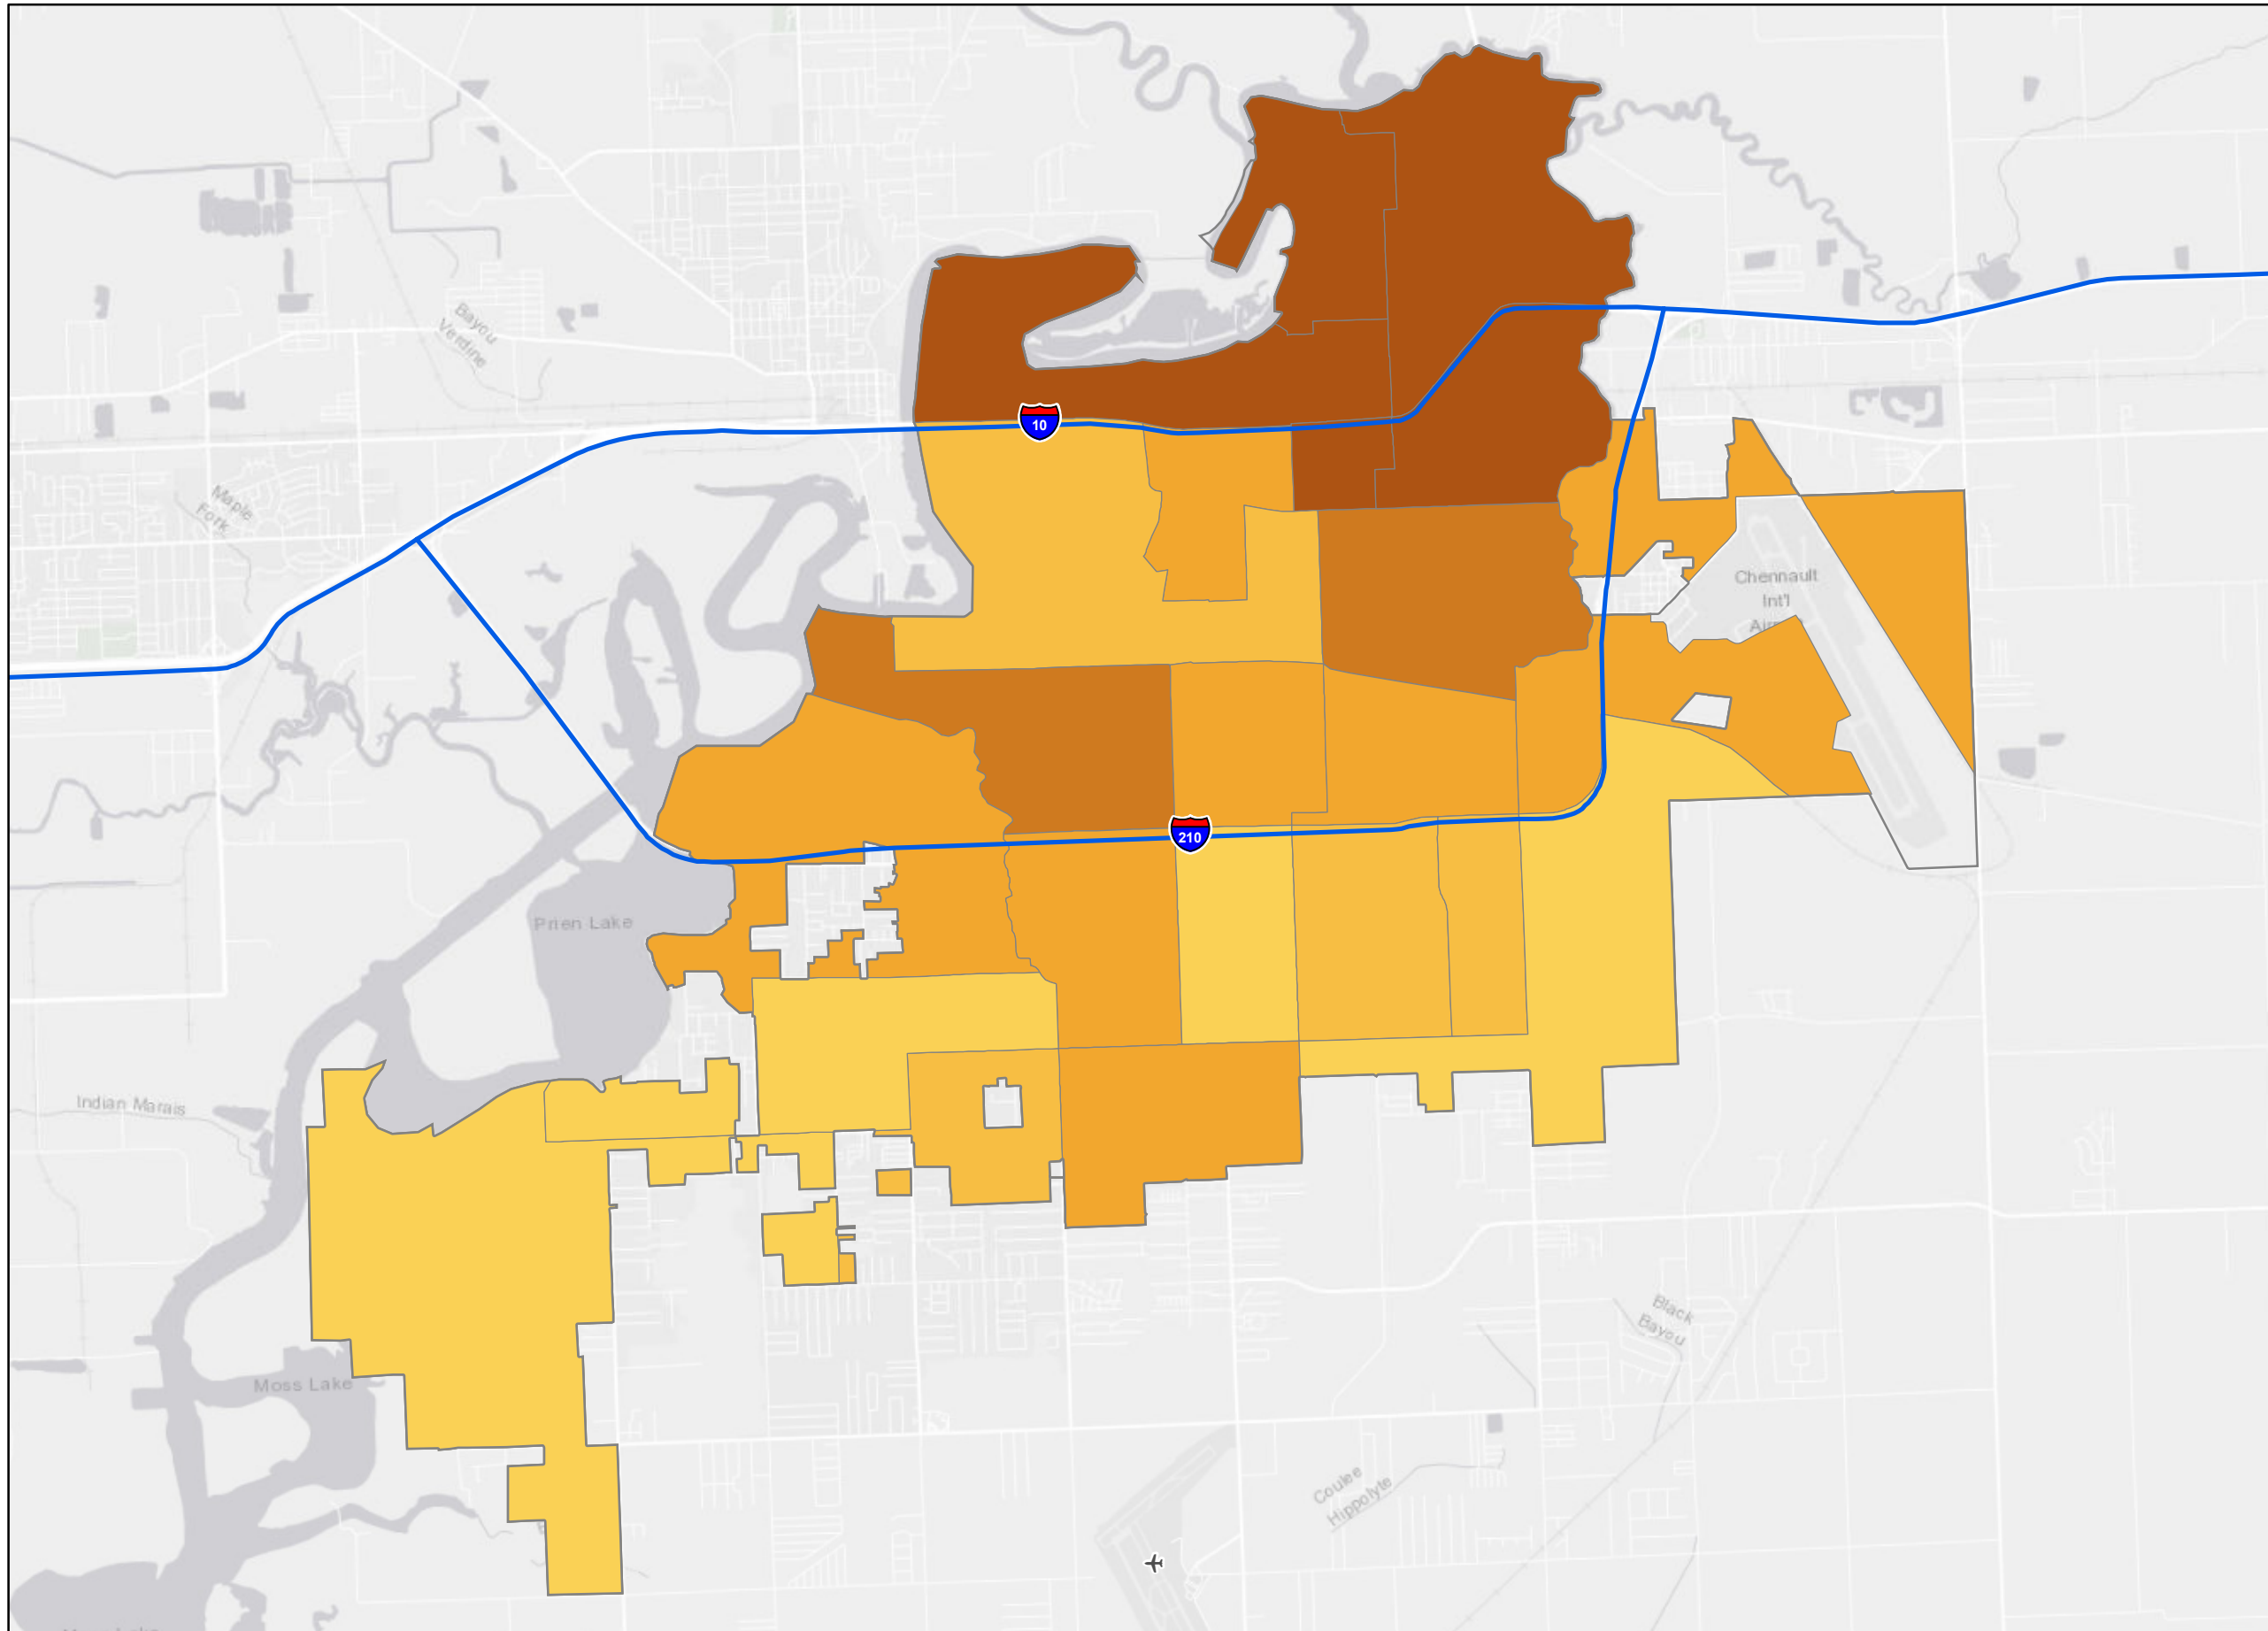 Bayou
Verdine
10
Maple
Fork
Chennault
Int'l
210
Prien Lake
Indian Marais
Black
Bayou
Moss Lake
Coulee
Hippolyte